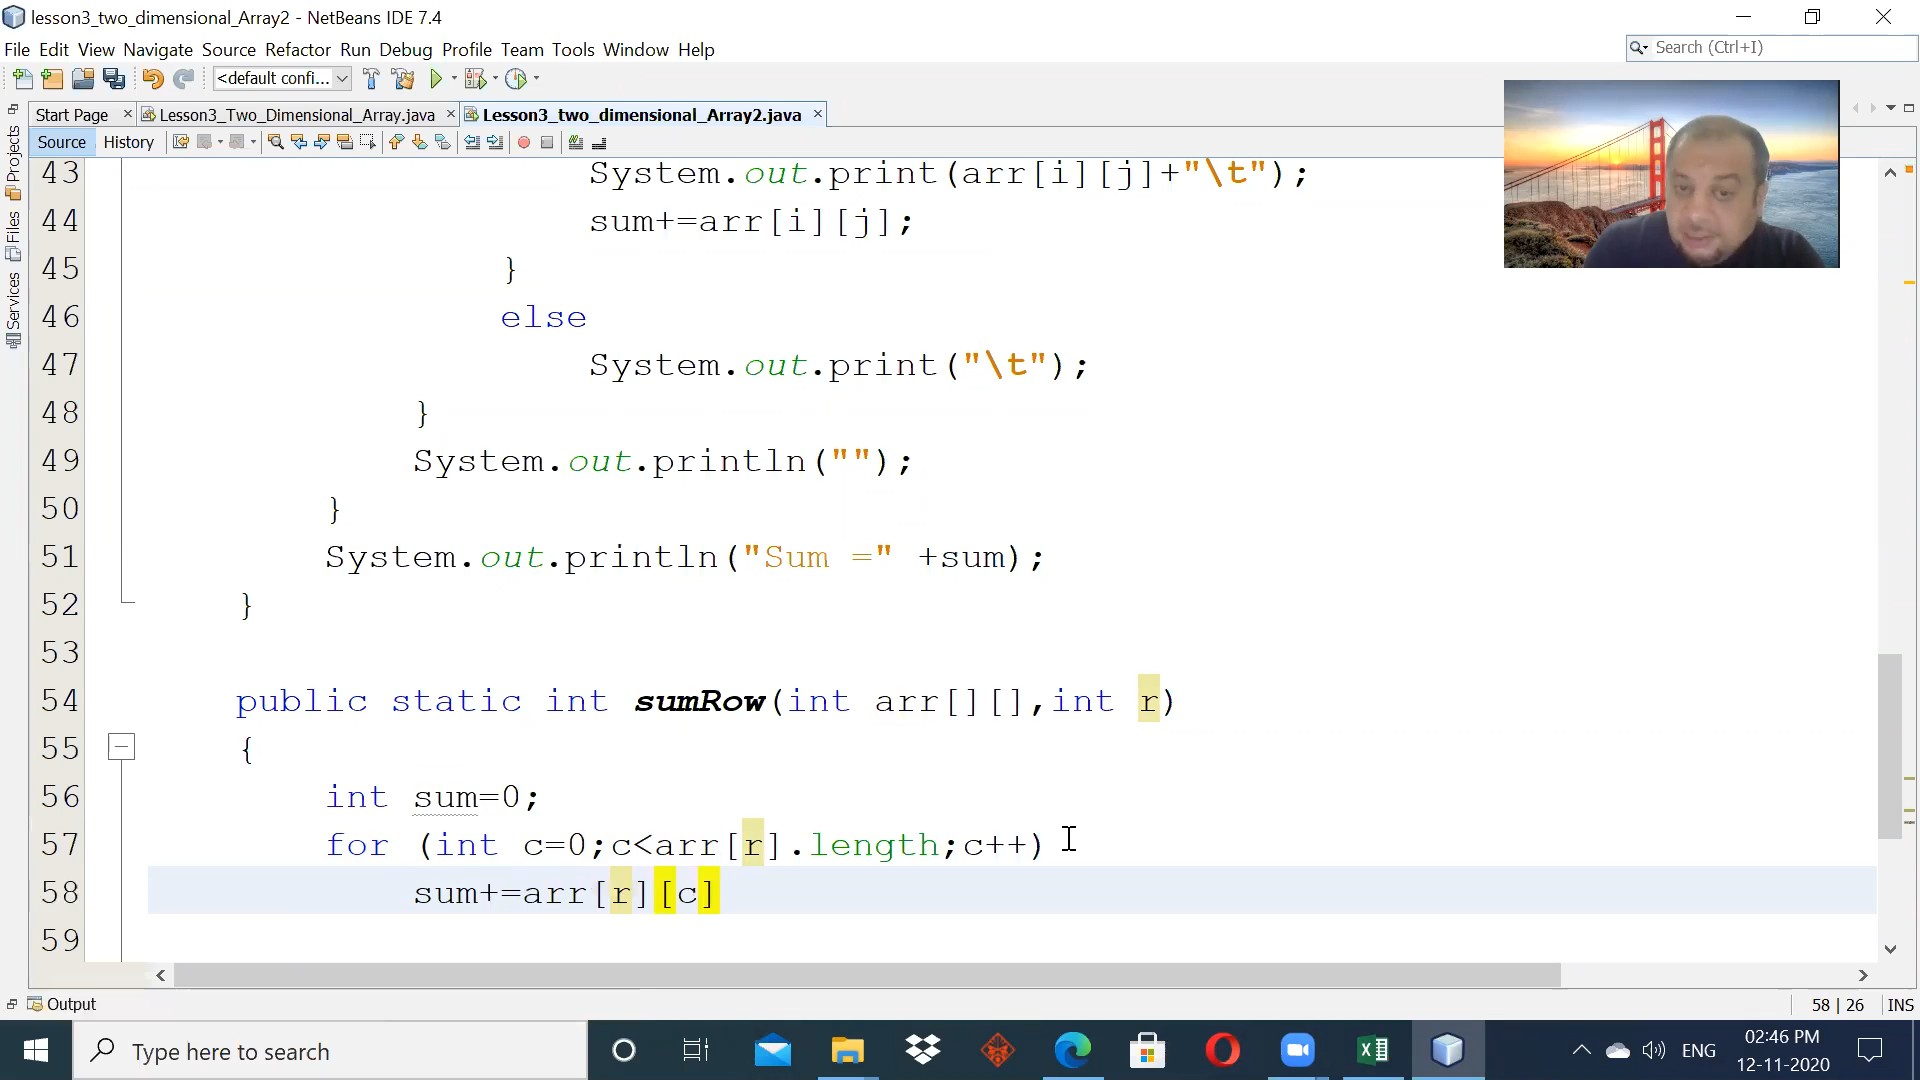 lesson3_two_dimensional_Array2 - NetBeans IDE 7.4
File Edit View Navigate Source Refactor Run Debug Profile Team Tools Window Help
Search (Ctrl+I)
<default confi...
Start Page Lesson3_Two_Dimensional_Array.java Lesson3_two_dimensional_Array2.java
Source History
Projects
Files
Services
43 System.out.print(arr[i][j]+"\t");
44 sum+=arr[i][j];
45 }
46 else
47 System.out.print("\t");
48 }
49 System.out.println("");
50 }
51 System.out.println("Sum =" +sum);
52 }
53
54 public static int sumRow(int arr[][],int r)
55 {
56 int sum=0;
57 for (int c=0;c<arr[r].length;c++)
58 sum+=arr[r][c]
59
Output
58 | 26 INS
Type here to search
ENG
02:46 PM
12-11-2020